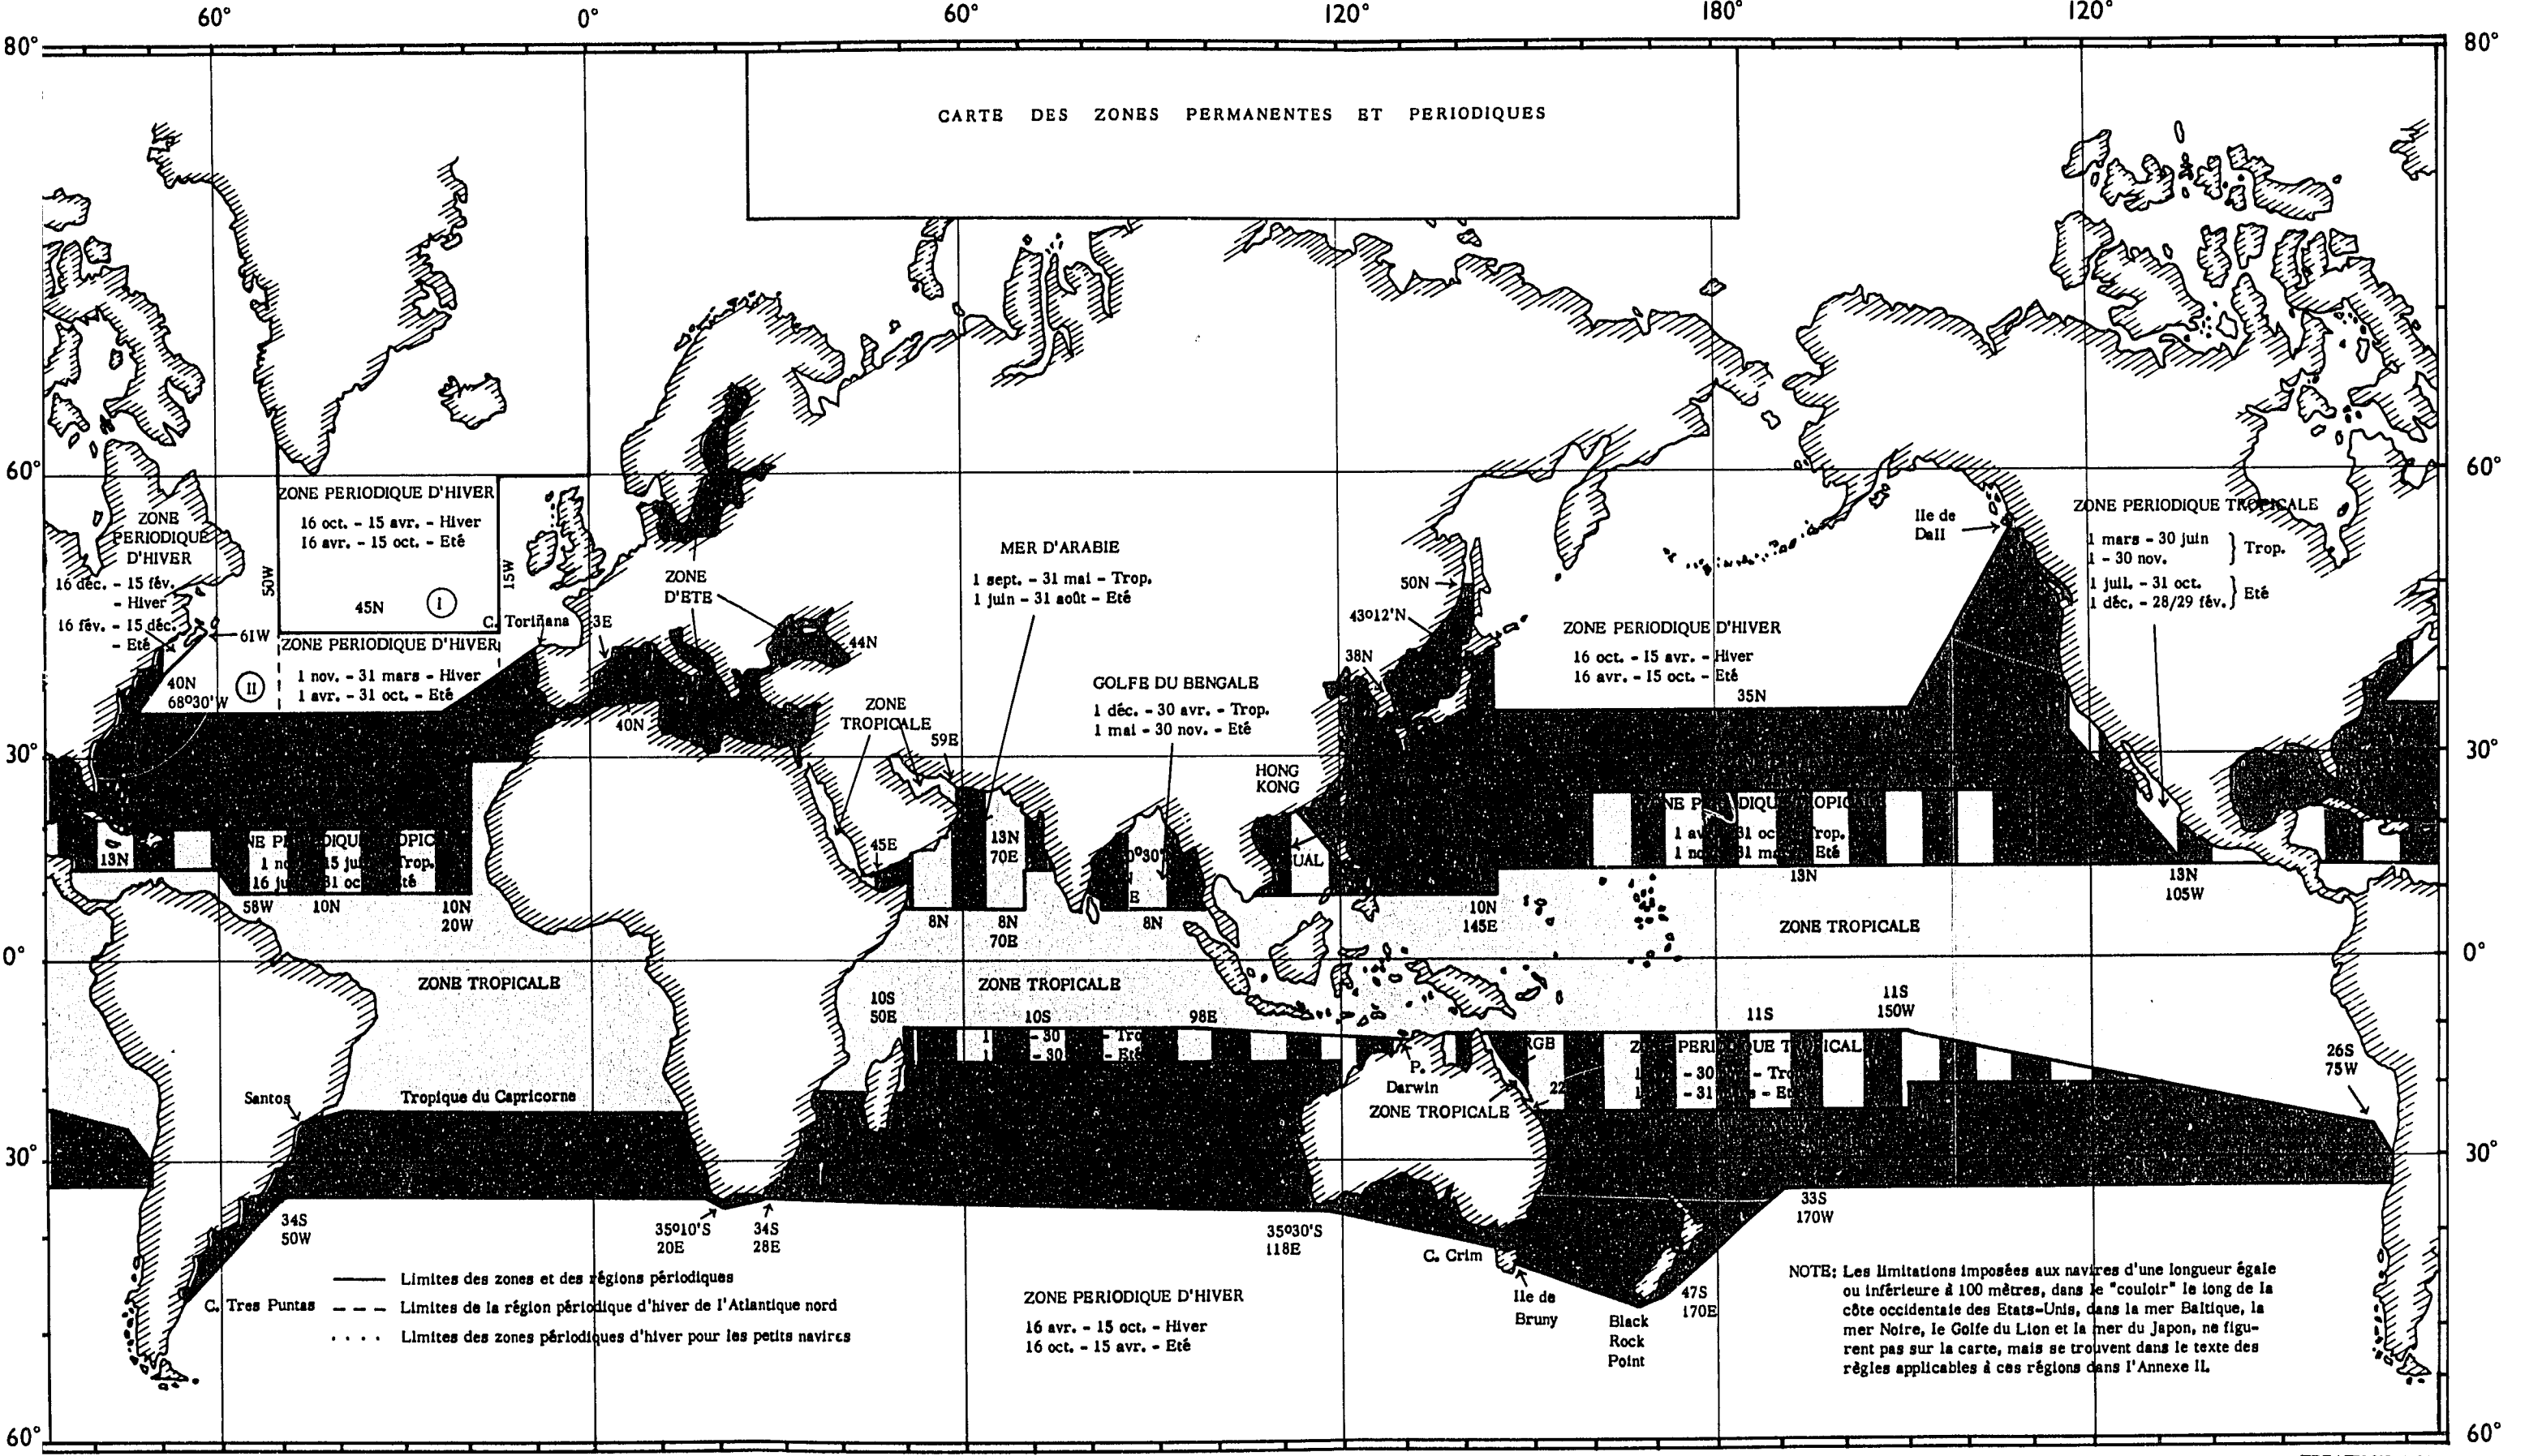 60° 0° 60° 120° 180° 120°
80° 80°
CARTE DES ZONES PERMANENTES ET PERIODIQUES
60° 60°
ZONE
PERIODIQUE
D'HIVER
16 déc. - 15 fév.
- Hiver
16 fév. - 15 déc.
- Eté
61W
40N
68°30'W
ZONE PERIODIQUE D'HIVER
16 oct. - 15 avr. - Hiver
16 avr. - 15 oct. - Eté
50W
45N
I
15W
ZONE PERIODIQUE D'HIVER
II
1 nov. - 31 mars - Hiver
1 avr. - 31 oct. - Eté
C. Toriñana
3E
40N
ZONE
D'ETE
44N
MER D'ARABIE
1 sept. - 31 mai - Trop.
1 juin - 31 août - Eté
ZONE
TROPICALE
59E
GOLFE DU BENGALE
1 déc. - 30 avr. - Trop.
1 mai - 30 nov. - Eté
HONG
KONG
50N
43°12'N
38N
ZONE PERIODIQUE D'HIVER
16 oct. - 15 avr. - Hiver
16 avr. - 15 oct. - Eté
35N
Ile de
Dall
ZONE PERIODIQUE TROPICALE
1 mars - 30 juin
1 - 30 nov.
} Trop.
1 juil. - 31 oct.
1 déc. - 28/29 fév.
} Eté
30° 30°
13N
58W
10N
10N
20W
45E
13N
70E
8N
8N
70E
8N
UAL
10N
145E
13N
13N
105W
ZONE TROPICALE
0° 0°
ZONE TROPICALE
ZONE TROPICALE
10S
50E
10S
98E
11S
11S
150W
RGB
P.
Darwin
ZONE TROPICALE
22
26S
75W
Santos
Tropique du Capricorne
30° 30°
34S
50W
35°10'S
20E
34S
28E
35°30'S
118E
C. Grim
Ile de
Bruny
Black
Rock
Point
47S
170E
33S
170W
C. Tres Puntas
Limites des zones et des régions périodiques
Limites de la région périodique d'hiver de l'Atlantique nord
Limites des zones périodiques d'hiver pour les petits navires
ZONE PERIODIQUE D'HIVER
16 avr. - 15 oct. - Hiver
16 oct. - 15 avr. - Eté
NOTE: Les limitations imposées aux navires d'une longueur égale
ou inférieure à 100 mètres, dans le "couloir" le long de la
côte occidentale des Etats-Unis, dans la mer Baltique, la
mer Noire, le Golfe du Lion et la mer du Japon, ne figu-
rent pas sur la carte, mais se trouvent dans le texte des
règles applicables à ces régions dans l'Annexe II.
60° 60°